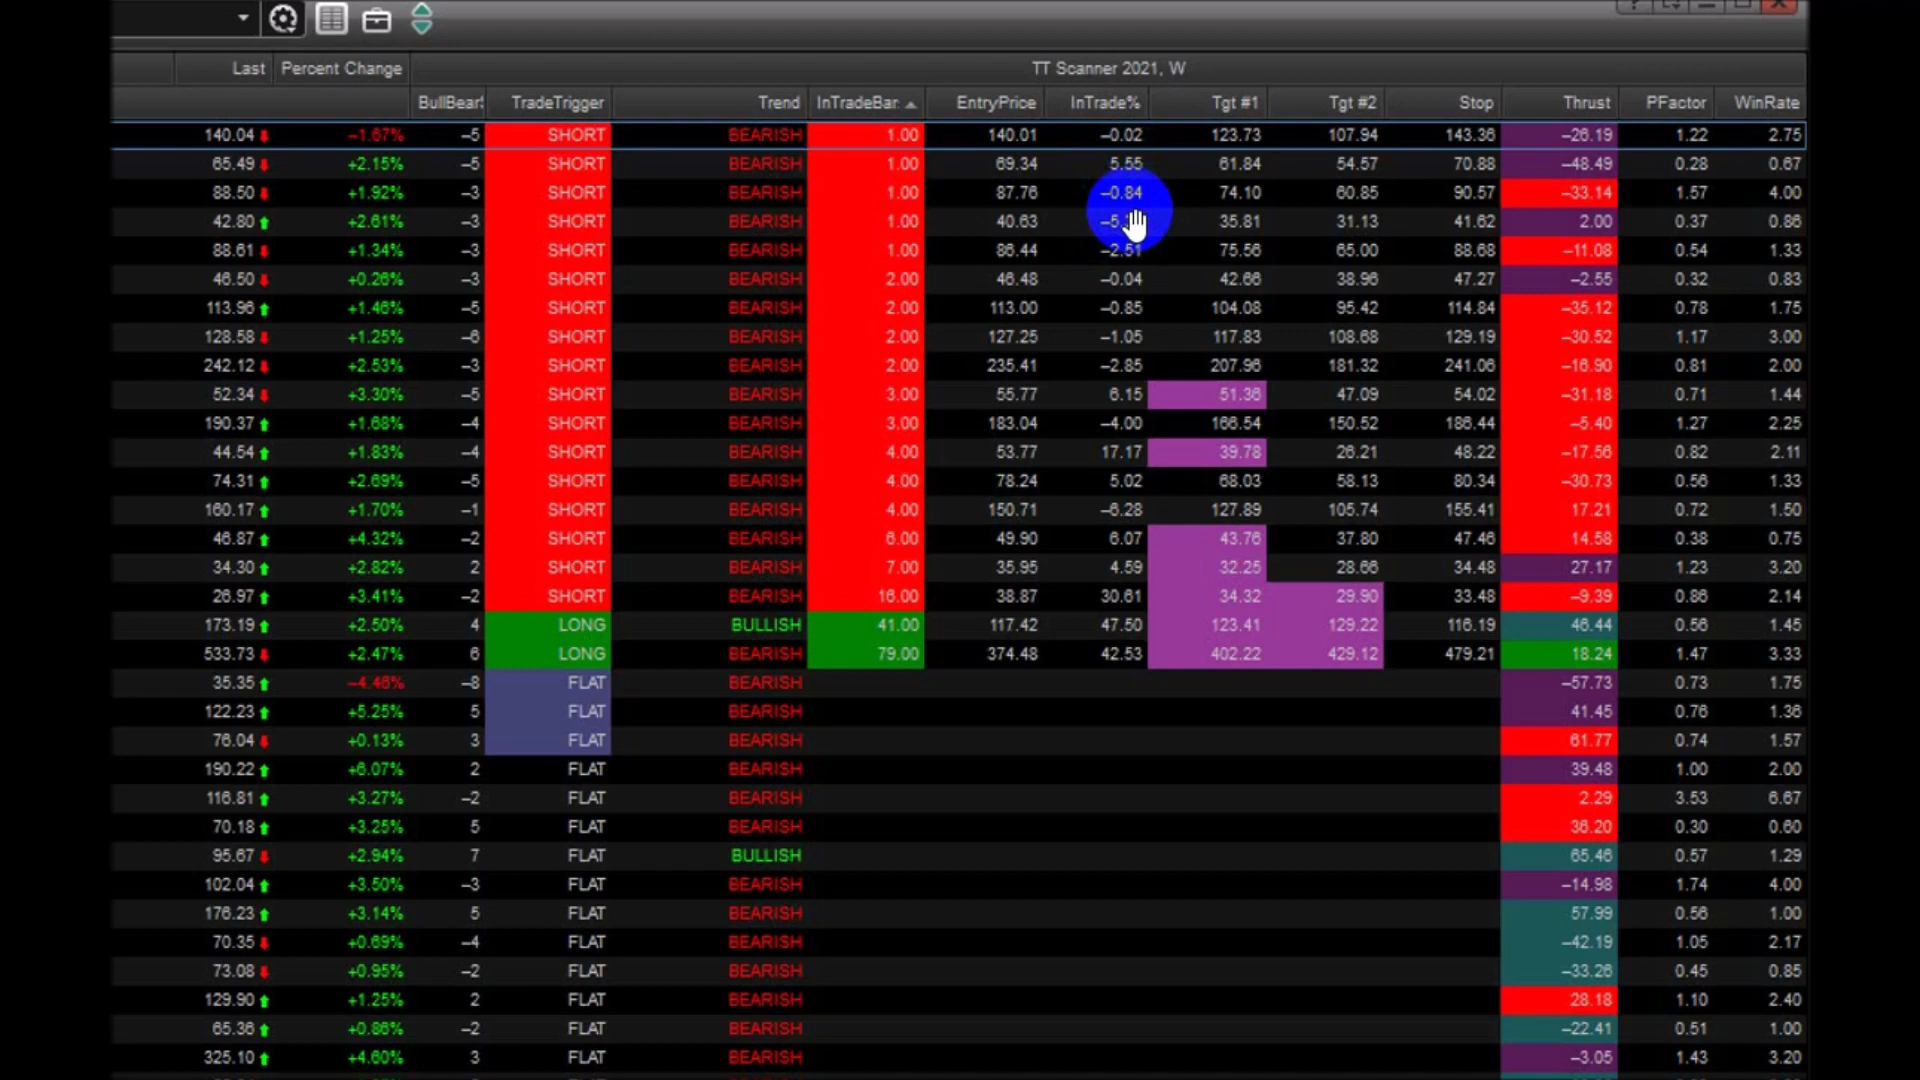 Last Percent Change TT Scanner 2021, W
BullBear TradeTrigger Trend InTradeBar EntryPrice InTrade% Tgt #1 Tgt #2 Stop Thrust PFactor WinRate
140.04 –1.67% –5 SHORT BEARISH 1.00 140.01 –0.02 123.73 107.94 143.36 –26.19 1.22 2.75
65.49 +2.15% –5 SHORT BEARISH 1.00 69.34 5.55 61.84 54.57 70.88 –48.49 0.28 0.67
88.50 +1.92% –3 SHORT BEARISH 1.00 87.76 –0.84 74.10 60.85 90.57 –33.14 1.57 4.00
42.80 +2.61% –3 SHORT BEARISH 1.00 40.63 35.81 31.13 41.62 2.00 0.37 0.86
88.61 +1.34% –3 SHORT BEARISH 1.00 86.44 –2.51 75.56 65.00 88.68 –11.08 0.54 1.33
46.50 +0.26% –3 SHORT BEARISH 2.00 46.48 –0.04 42.66 38.96 47.27 –2.55 0.32 0.83
113.96 +1.46% –5 SHORT BEARISH 2.00 113.00 –0.85 104.08 95.42 114.84 –35.12 0.78 1.75
128.58 +1.25% –6 SHORT BEARISH 2.00 127.25 –1.05 117.83 108.68 129.19 –30.52 1.17 3.00
242.12 +2.53% –3 SHORT BEARISH 2.00 235.41 –2.85 207.96 181.32 241.06 –16.90 0.81 2.00
52.34 +3.30% –5 SHORT BEARISH 3.00 55.77 6.15 51.36 47.09 54.02 –31.18 0.71 1.44
190.37 +1.68% –4 SHORT BEARISH 3.00 183.04 –4.00 166.54 150.52 186.44 –5.40 1.27 2.25
44.54 +1.83% –4 SHORT BEARISH 4.00 53.77 17.17 39.78 26.21 48.22 –17.56 0.82 2.11
74.31 +2.69% –5 SHORT BEARISH 4.00 78.24 5.02 68.03 58.13 80.34 –30.73 0.56 1.33
160.17 +1.70% –1 SHORT BEARISH 4.00 150.71 –6.28 127.89 105.74 155.41 17.21 0.72 1.50
46.87 +4.32% –2 SHORT BEARISH 6.00 49.90 6.07 43.76 37.80 47.46 14.58 0.38 0.75
34.30 +2.82% 2 SHORT BEARISH 7.00 35.95 4.59 32.25 28.66 34.48 27.17 1.23 3.20
26.97 +3.41% –2 SHORT BEARISH 16.00 38.87 30.61 34.32 29.90 33.48 –9.39 0.86 2.14
173.19 +2.50% 4 LONG BULLISH 41.00 117.42 47.50 123.41 129.22 116.19 46.44 0.56 1.45
533.73 +2.47% 6 LONG BEARISH 79.00 374.48 42.53 402.22 429.12 479.21 18.24 1.47 3.33
35.35 –4.46% –8 FLAT BEARISH –57.73 0.73 1.75
122.23 +5.25% 5 FLAT BEARISH 41.45 0.76 1.36
76.04 +0.13% 3 FLAT BEARISH 61.77 0.74 1.57
190.22 +6.07% 2 FLAT BEARISH 39.48 1.00 2.00
116.81 +3.27% –2 FLAT BEARISH 2.29 3.53 6.67
70.18 +3.25% 5 FLAT BEARISH 36.20 0.30 0.60
95.67 +2.94% 7 FLAT BULLISH 65.46 0.57 1.29
102.04 +3.50% –3 FLAT BEARISH –14.98 1.74 4.00
176.23 +3.14% 5 FLAT BEARISH 57.99 0.56 1.00
70.35 +0.69% –4 FLAT BEARISH –42.19 1.05 2.17
73.08 +0.95% –2 FLAT BEARISH –33.26 0.45 0.85
129.90 +1.25% 2 FLAT BEARISH 28.18 1.10 2.40
65.36 +0.86% –2 FLAT BEARISH –22.41 0.51 1.00
325.10 +4.60% 3 FLAT BEARISH –3.05 1.43 3.20